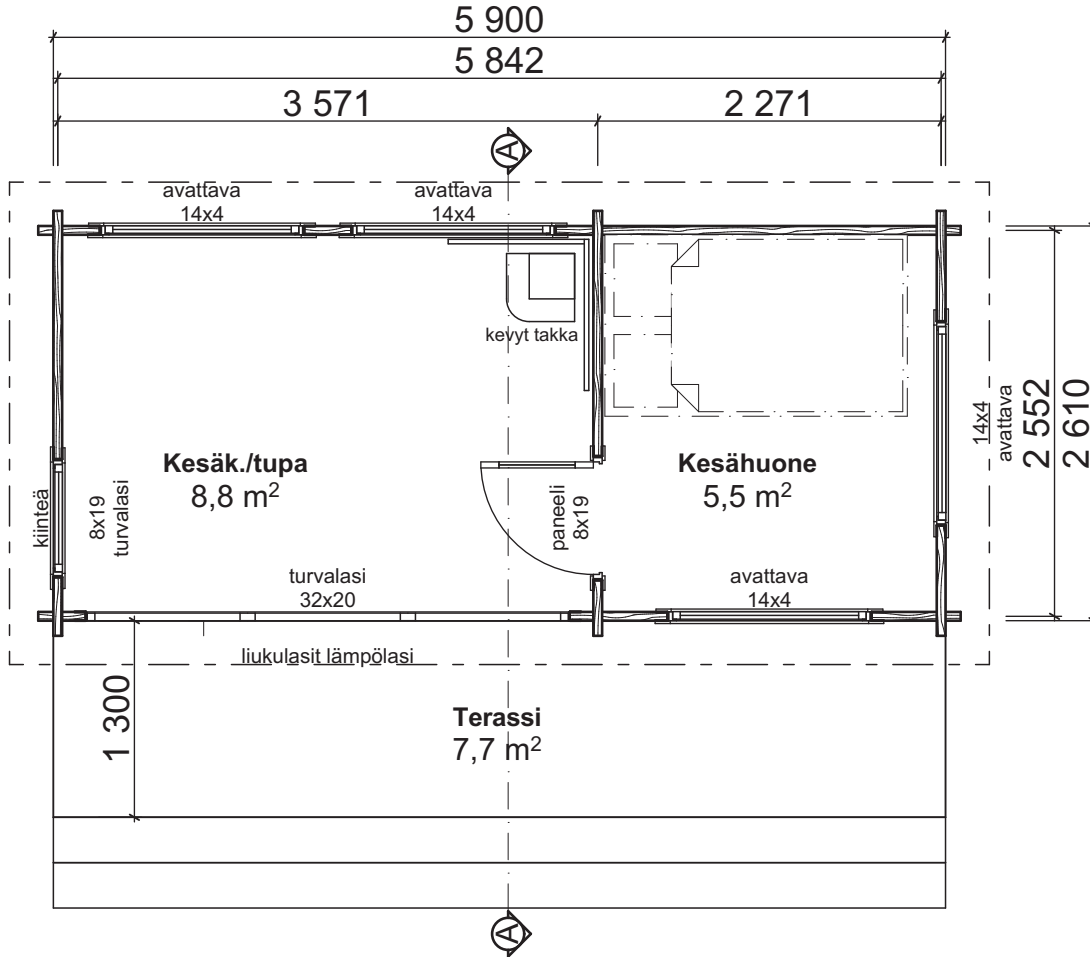 5 900
5 842
3 571
2 271
A
avattava
14x4
avattava
14x4
kevyt takka
Kesäk./tupa
8,8 m²
Kesähuone
5,5 m²
kiinteä
8x19
turvalasi
paneeli
8x19
14x4
avattava
2 552
2 610
turvalasi
32x20
avattava
14x4
liukulasit lämpölasi
1 300
Terassi
7,7 m²
A